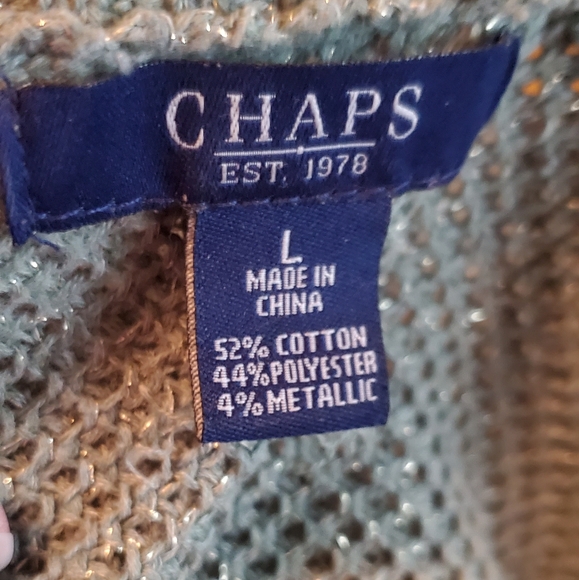 CHAPS
EST. 1978
L
MADE IN
CHINA
52% COTTON
44% POLYESTER
4% METALLIC